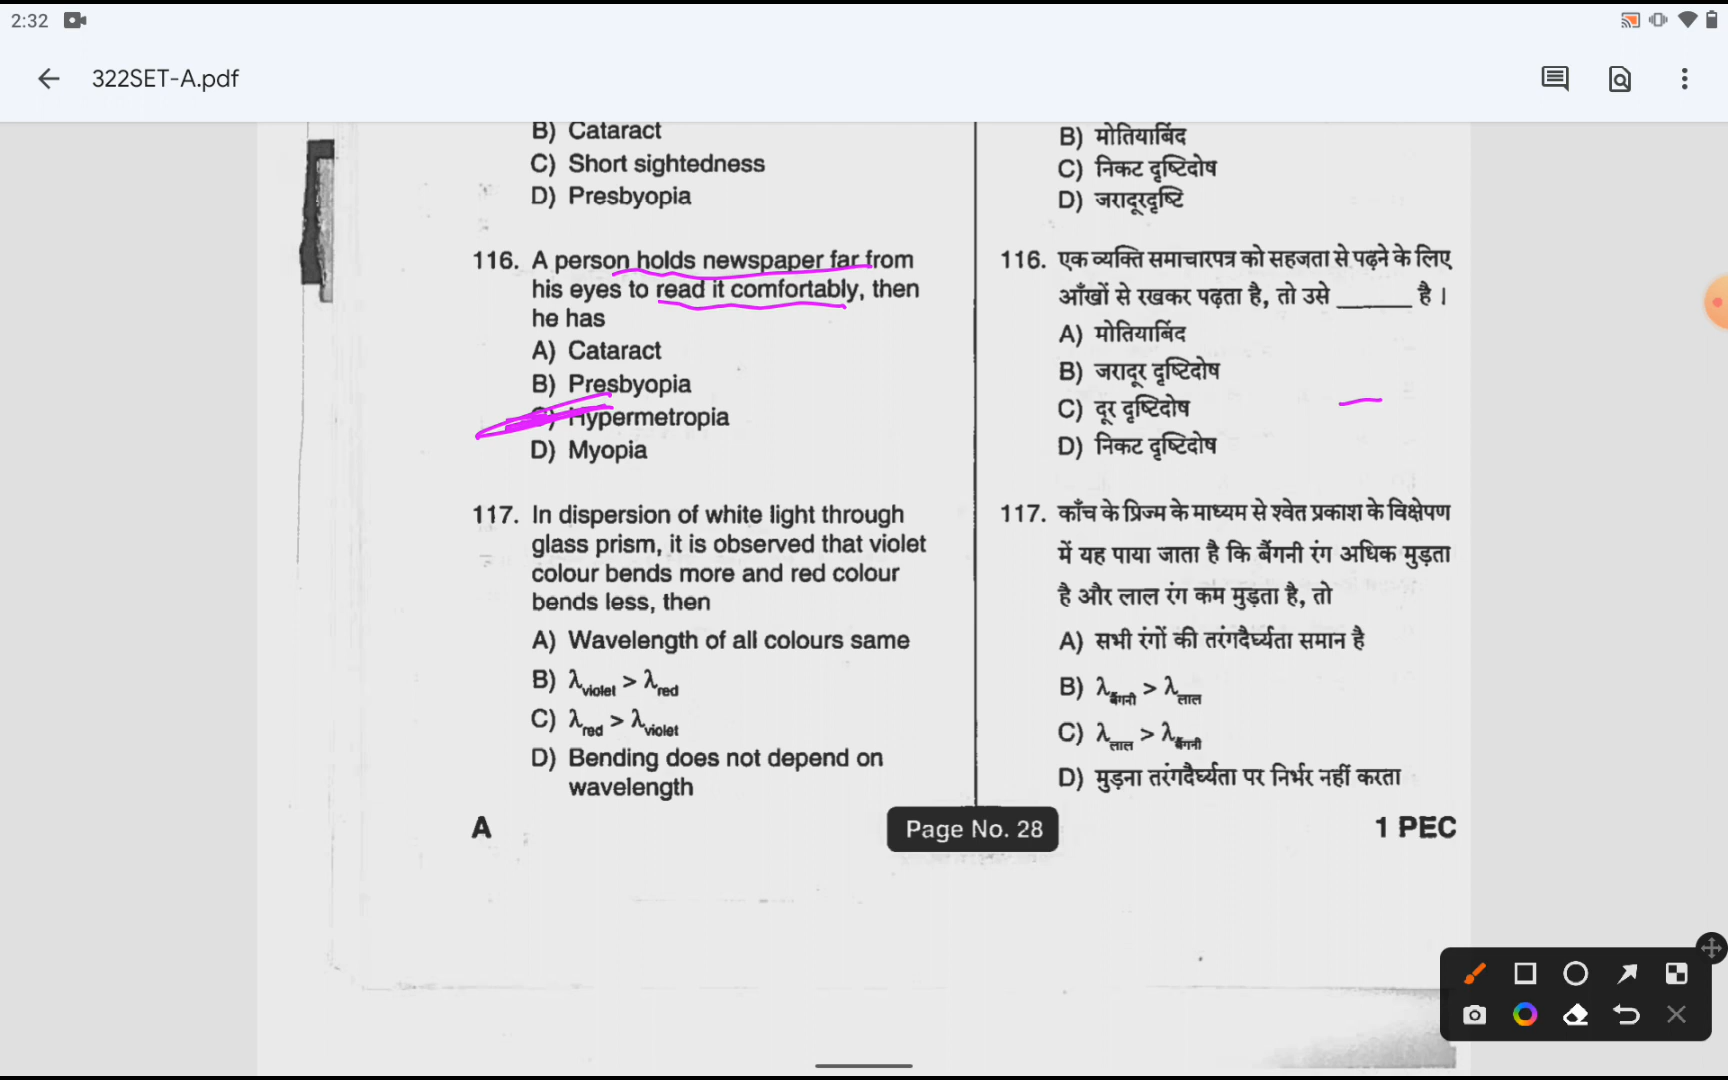 2:32
322SET-A.pdf
B) Cataract
C) Short sightedness
D) Presbyopia
116. A person holds newspaper far from
his eyes to read it comfortably, then
he has
A) Cataract
B) Presbyopia
C) Hypermetropia
D) Myopia
117. In dispersion of white light through
glass prism, it is observed that violet
colour bends more and red colour
bends less, then
A) Wavelength of all colours same
B) λviolet > λred
C) λred > λviolet
D) Bending does not depend on
wavelength
A
B) मोतियाबिंद
C) निकट दृष्टिदोष
D) जरादूरदृष्टि
116. एक व्यक्ति समाचारपत्र को सहजता से पढ़ने के लिए
आँखों से रखकर पढ़ता है, तो उसे ______ है ।
A) मोतियाबिंद
B) जरादूर दृष्टिदोष
C) दूर दृष्टिदोष
D) निकट दृष्टिदोष
117. काँच के प्रिज्म के माध्यम से श्वेत प्रकाश के विक्षेपण
में यह पाया जाता है कि बैंगनी रंग अधिक मुड़ता
है और लाल रंग कम मुड़ता है, तो
A) सभी रंगों की तरंगदैर्घ्यता समान है
B) λबैंगनी > λलाल
C) λलाल > λबैंगनी
D) मुड़ना तरंगदैर्घ्यता पर निर्भर नहीं करता
Page No. 28
1 PEC